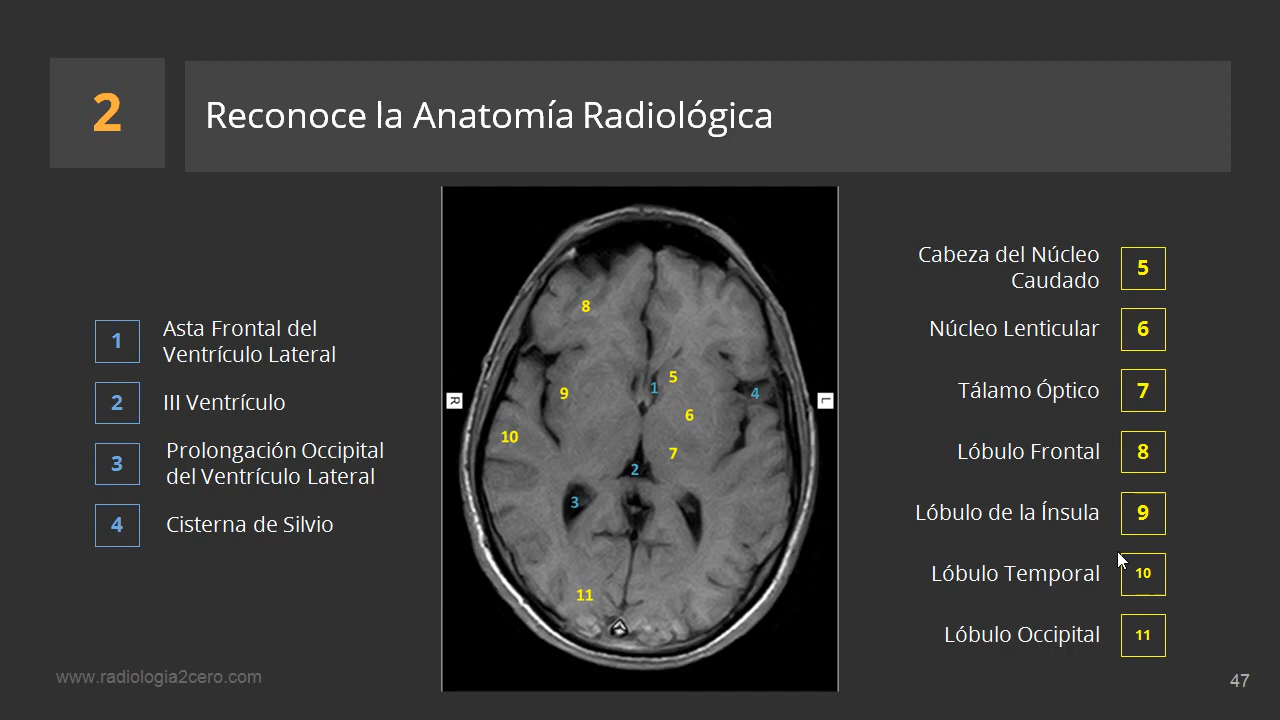 2
Reconoce la Anatomía Radiológica
1
Asta Frontal del
Ventrículo Lateral
2
III Ventrículo
3
Prolongación Occipital
del Ventrículo Lateral
4
Cisterna de Silvio
8
5
1
9
4
6
10
7
2
3
11
R
L
Cabeza del Núcleo
Caudado
5
Núcleo Lenticular
6
Tálamo Óptico
7
Lóbulo Frontal
8
Lóbulo de la Ínsula
9
Lóbulo Temporal
10
Lóbulo Occipital
11
www.radiologia2cero.com
47